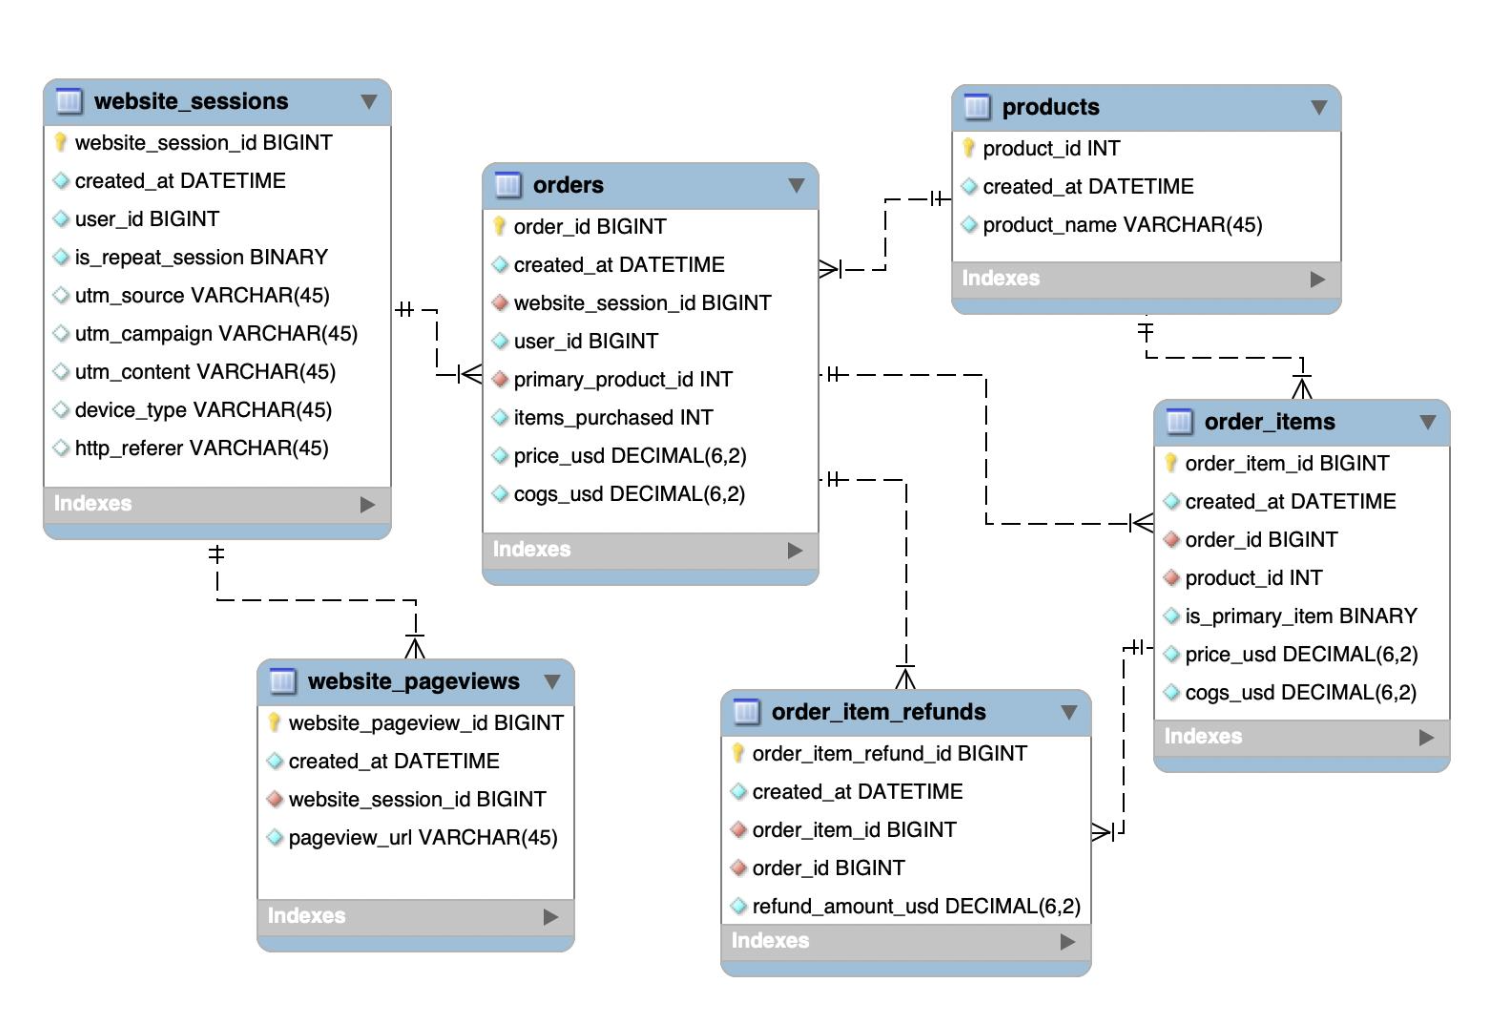 website_sessions
website_session_id BIGINT
created_at DATETIME
user_id BIGINT
is_repeat_session BINARY
utm_source VARCHAR(45)
utm_campaign VARCHAR(45)
utm_content VARCHAR(45)
device_type VARCHAR(45)
http_referer VARCHAR(45)
Indexes
orders
order_id BIGINT
created_at DATETIME
website_session_id BIGINT
user_id BIGINT
primary_product_id INT
items_purchased INT
price_usd DECIMAL(6,2)
cogs_usd DECIMAL(6,2)
Indexes
products
product_id INT
created_at DATETIME
product_name VARCHAR(45)
Indexes
order_items
order_item_id BIGINT
created_at DATETIME
order_id BIGINT
product_id INT
is_primary_item BINARY
price_usd DECIMAL(6,2)
cogs_usd DECIMAL(6,2)
Indexes
website_pageviews
website_pageview_id BIGINT
created_at DATETIME
website_session_id BIGINT
pageview_url VARCHAR(45)
Indexes
order_item_refunds
order_item_refund_id BIGINT
created_at DATETIME
order_item_id BIGINT
order_id BIGINT
refund_amount_usd DECIMAL(6,2)
Indexes